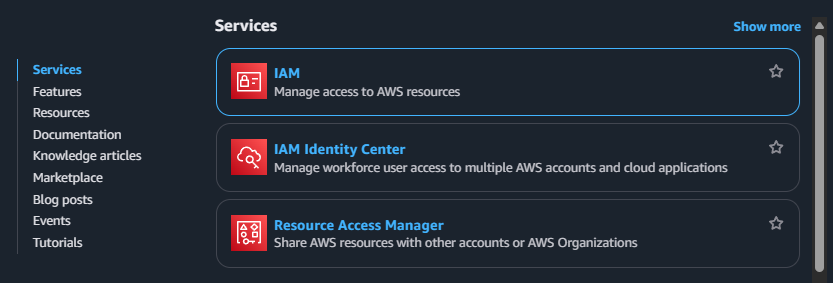 Services
Show more
Services
Features
Resources
Documentation
Knowledge articles
Marketplace
Blog posts
Events
Tutorials
IAM
Manage access to AWS resources
IAM Identity Center
Manage workforce user access to multiple AWS accounts and cloud applications
Resource Access Manager
Share AWS resources with other accounts or AWS Organizations